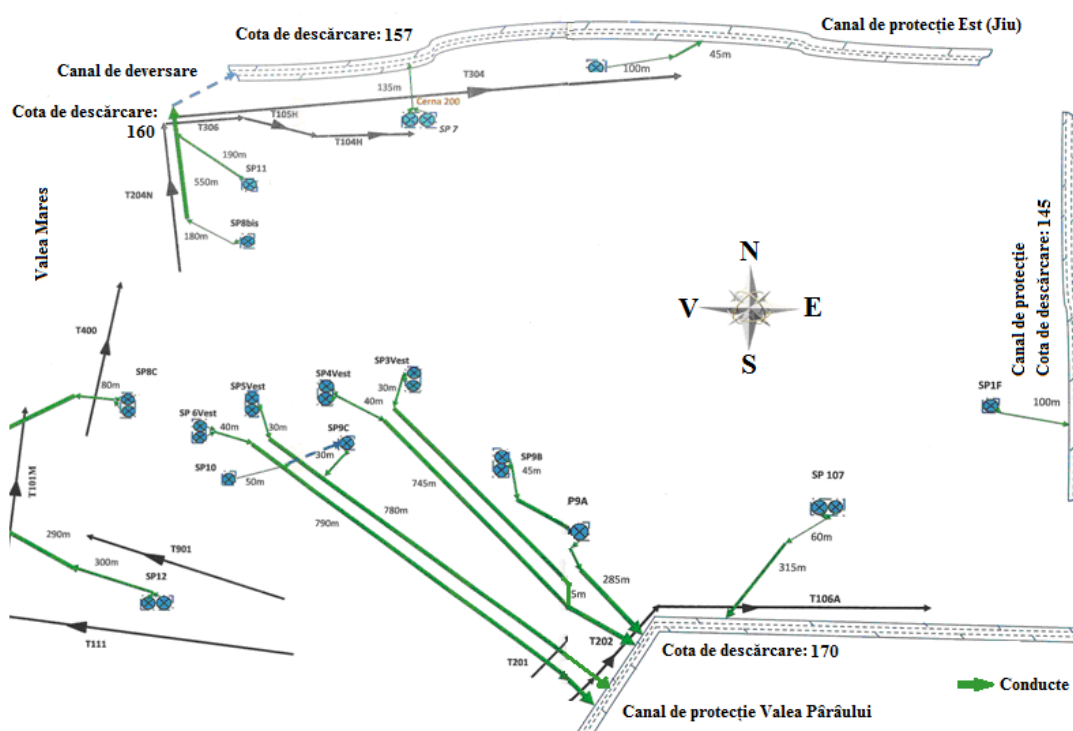 Canal de protecție Est (Jiu)
Cota de descărcare: 157
45m
Canal de deversare
T304
100m
135m
Cerna 200
Cota de descărcare:
160
T105H
T306
SP 7
T104H
190m
SP11
550m
T204N
SP8bis
180m
Valea Mares
N
V
E
S
Canal de protecție
Cota de descărcare: 145
T400
SP8C
80m
SP5Vest
SP4Vest
SP3Vest
30m
40m
SP1F
100m
SP 6Vest
40m
30m
SP9C
30m
SP10
50m
SP9B
45m
745m
SP 107
P9A
T101M
780m
790m
60m
290m
T901
300m
SP12
315m
285m
5m
T106A
T111
T202
T201
Cota de descărcare: 170
Conducte
Canal de protecție Valea Pârâului